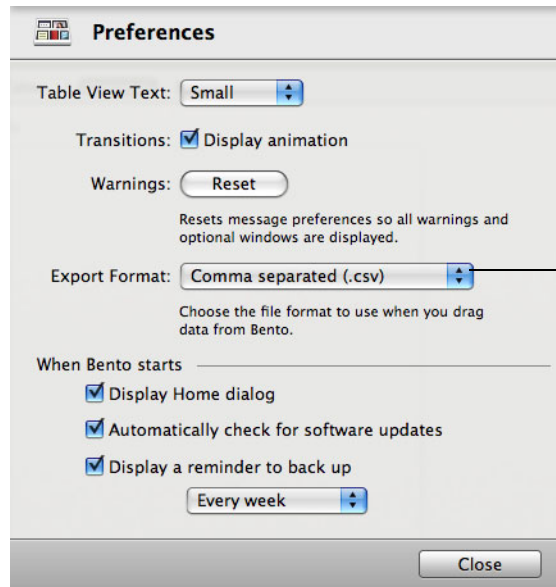 Preferences
Table View Text: Small
Transitions: Display animation
Warnings: Reset
Resets message preferences so all warnings and
optional windows are displayed.
Export Format: Comma separated (.csv)
Choose the file format to use when you drag
data from Bento.
When Bento starts
Display Home dialog
Automatically check for software updates
Display a reminder to back up
Every week
Close